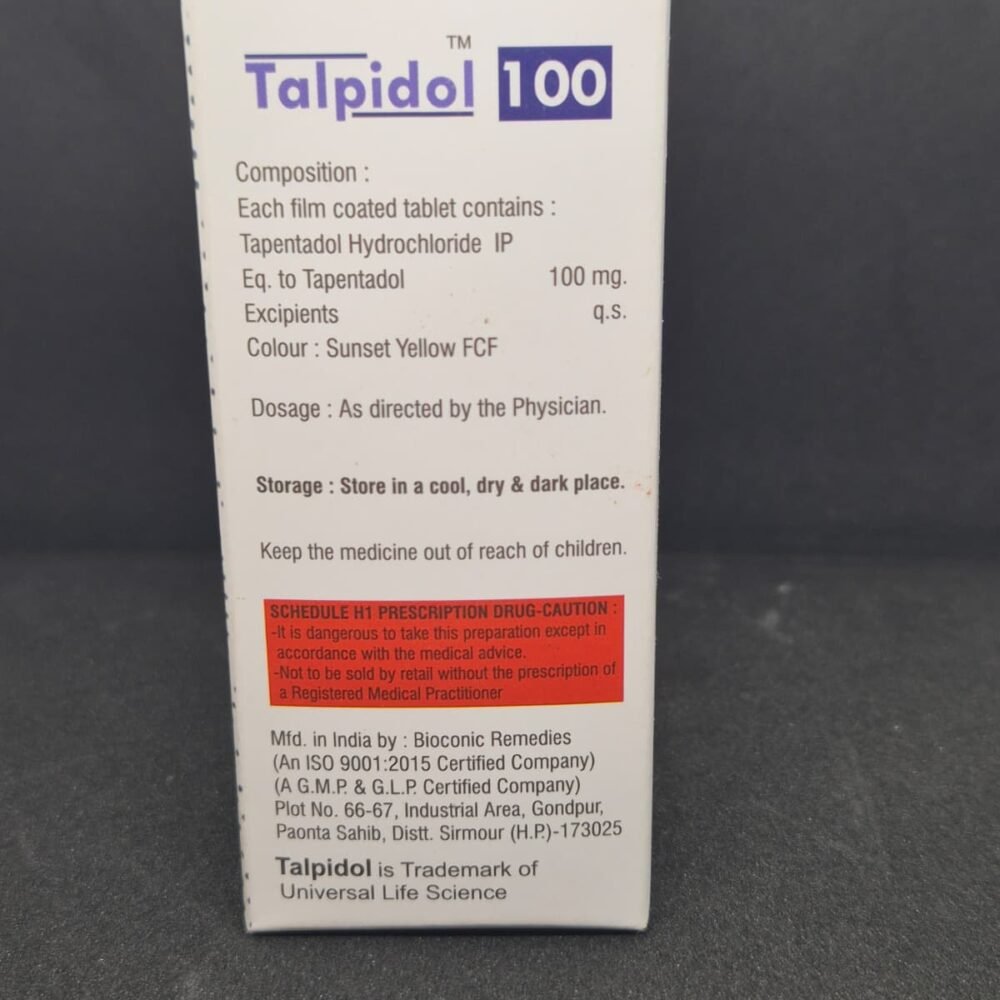 Talpidol™ 100
Composition :
Each film coated tablet contains :
Tapentadol Hydrochloride IP
Eq. to Tapentadol 100 mg.
Excipients q.s.
Colour : Sunset Yellow FCF
Dosage : As directed by the Physician.
Storage : Store in a cool, dry & dark place.
Keep the medicine out of reach of children.
SCHEDULE H1 PRESCRIPTION DRUG-CAUTION :
-It is dangerous to take this preparation except in
accordance with the medical advice.
-Not to be sold by retail without the prescription of
a Registered Medical Practitioner
Mfd. in India by : Bioconic Remedies
(An ISO 9001:2015 Certified Company)
(A G.M.P. & G.L.P. Certified Company)
Plot No. 66-67, Industrial Area, Gondpur,
Paonta Sahib, Distt. Sirmour (H.P.)-173025
Talpidol is Trademark of
Universal Life Science